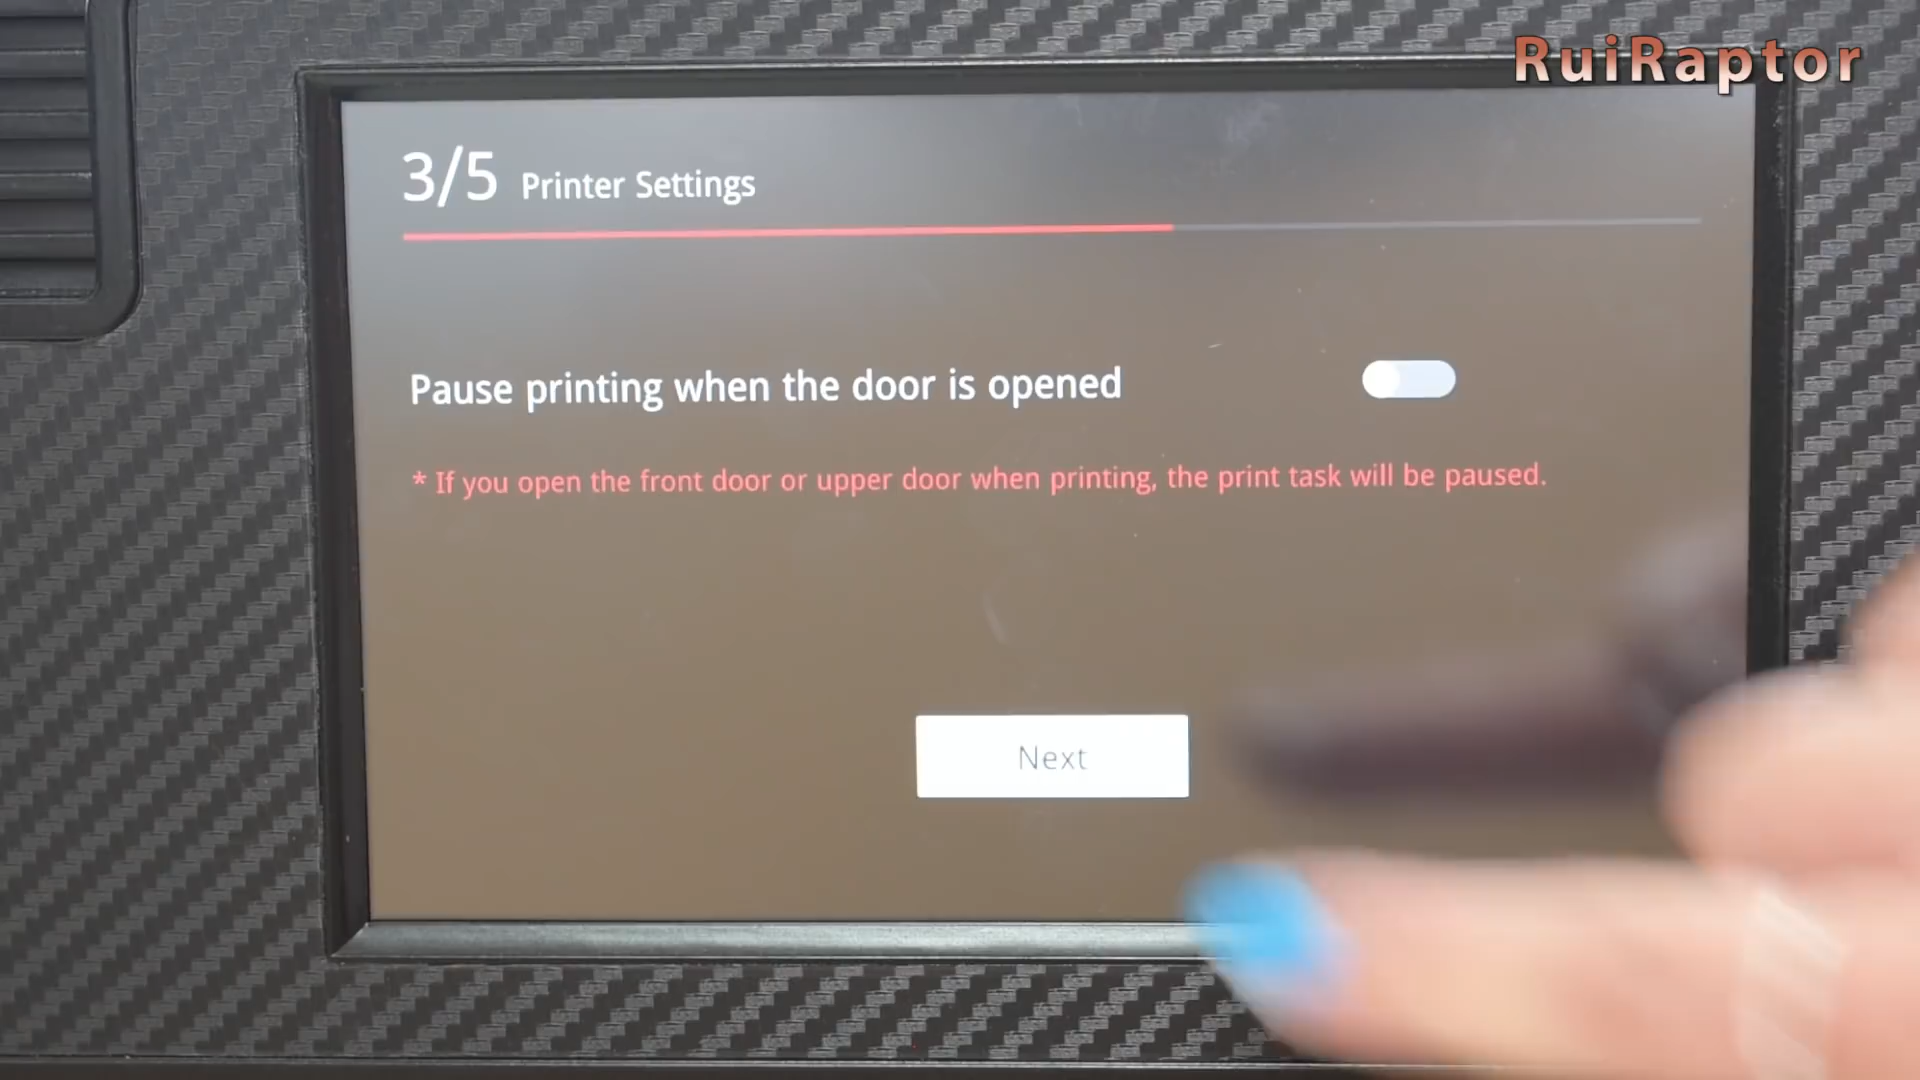 RuiRaptor
3/5 Printer Settings
Pause printing when the door is opened
* If you open the front door or upper door when printing, the print task will be paused.
Next